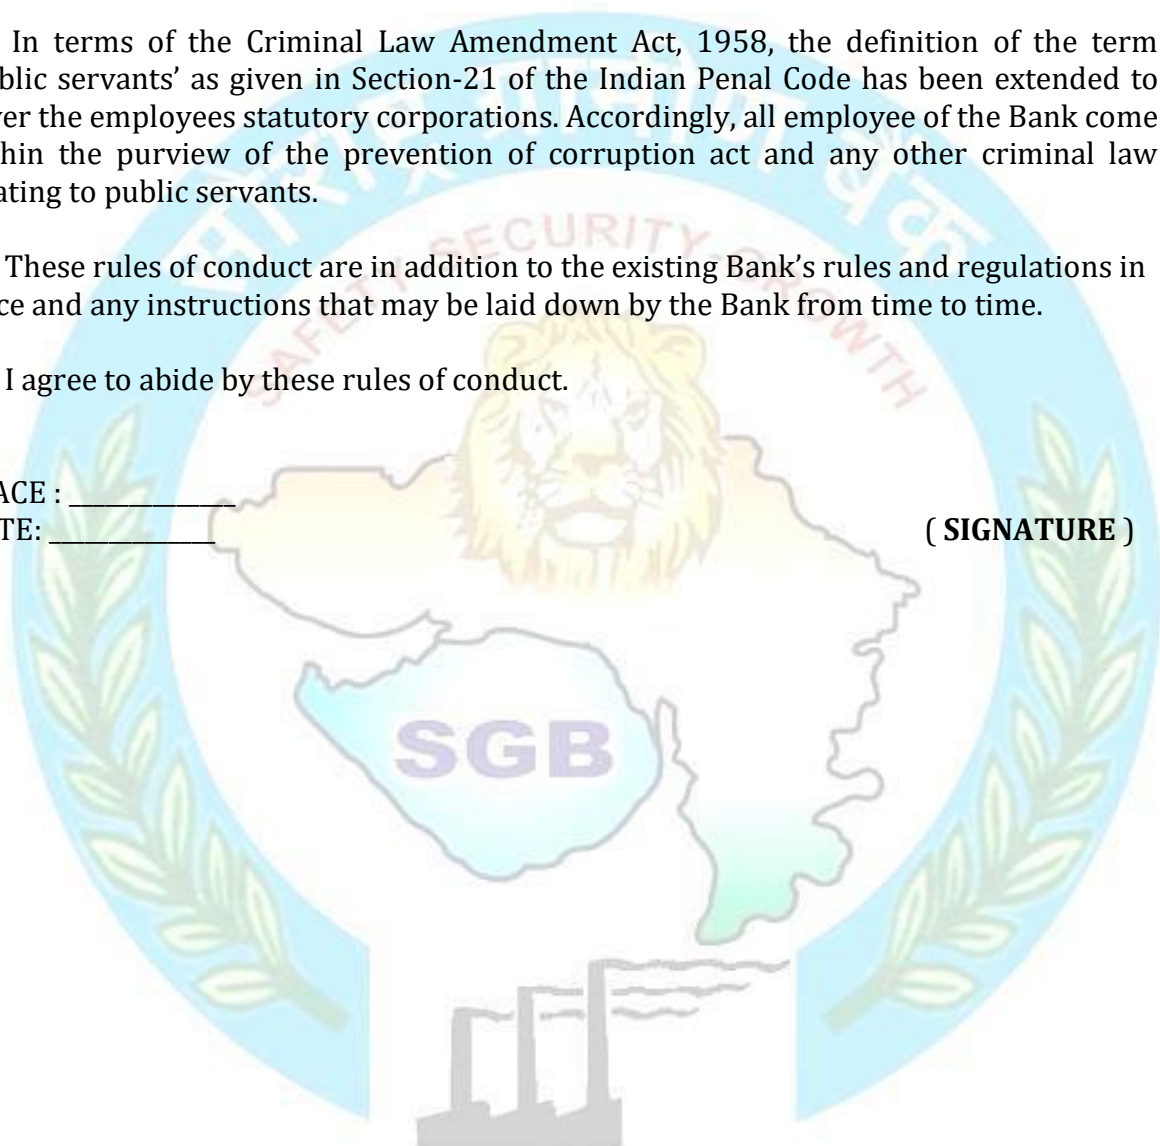 In terms of the Criminal Law Amendment Act, 1958, the definition of the term
blic servants’ as given in Section-21 of the Indian Penal Code has been extended to
ver the employees statutory corporations. Accordingly, all employee of the Bank come
hin the purview of the prevention of corruption act and any other criminal law
ating to public servants.
These rules of conduct are in addition to the existing Bank’s rules and regulations in
ce and any instructions that may be laid down by the Bank from time to time.
I agree to abide by these rules of conduct.
ACE : ______________
TE: ______________ ( SIGNATURE )
सौराष्ट्र ग्रामीण बेंक
SAFETY-SECURITY-GROWTH
SGB